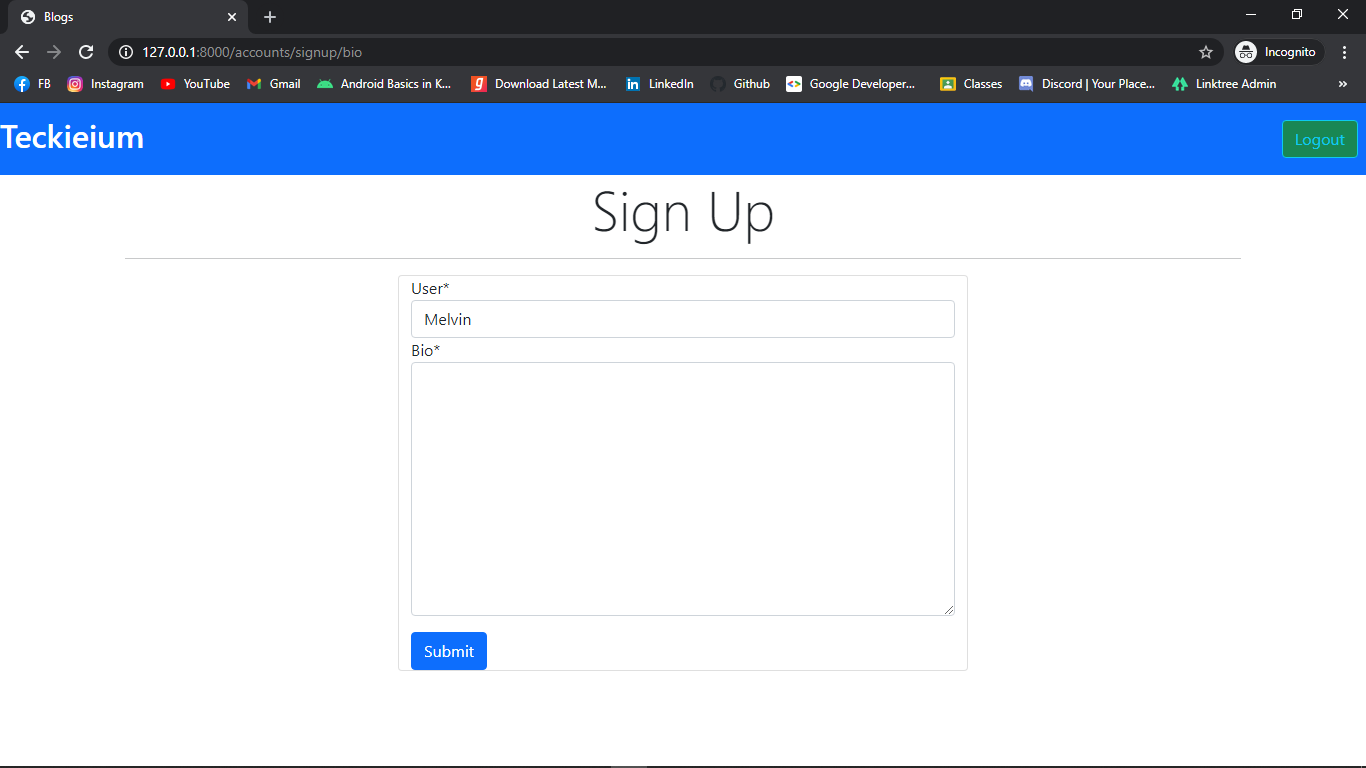 Blogs
127.0.0.1:8000/accounts/signup/bio
Incognito
FB Instagram YouTube Gmail Android Basics in K... Download Latest M... LinkedIn Github Google Developer... Classes Discord | Your Place... Linktree Admin »
Teckieium
Logout
Sign Up
User*
Melvin
Bio*
Submit